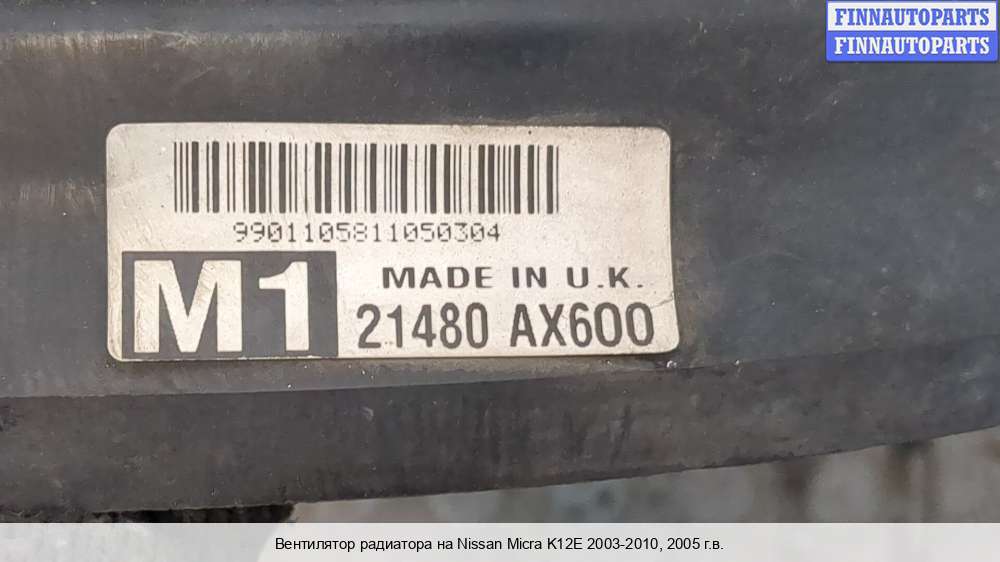 FINNAUTOPARTS
FINNAUTOPARTS
9901105811050304
M1
MADE IN U.K.
21480 AX600
Вентилятор радиатора на Nissan Micra K12E 2003-2010, 2005 г.в.